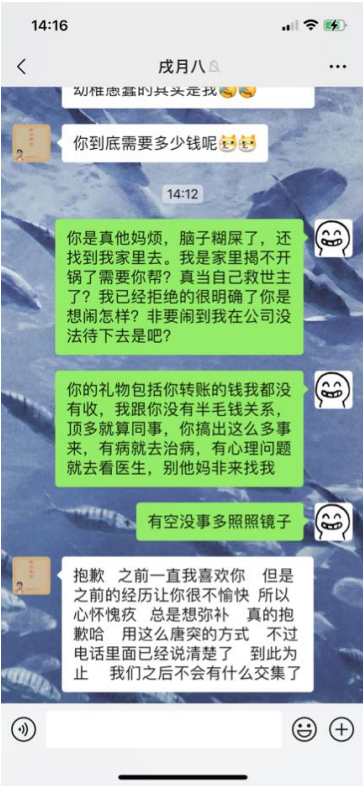 14:16
戌月八
幼稚愚蠢的其实是我
你到底需要多少钱呢
14:12
你是真他妈烦，脑子糊屎了，还
找到我家里去。我是家里揭不开
锅了需要你帮？真当自己救世主
了？我已经拒绝的很明确了你是
想闹怎样？非要闹到我在公司没
法待下去是吧？
你的礼物包括你转账的钱我都没
有收，我跟你没有半毛钱关系，
顶多就算同事，你搞出这么多事
来，有病就去治病，有心理问题
就去看医生，别他妈非来找我
有空没事多照照镜子
抱歉 之前一直我喜欢你 但是
之前的经历让你很不愉快 所以
心怀愧疚 总是想弥补 真的抱
歉哈 用这么唐突的方式 不过
电话里面已经说清楚了 到此为
止 我们之后不会有什么交集了